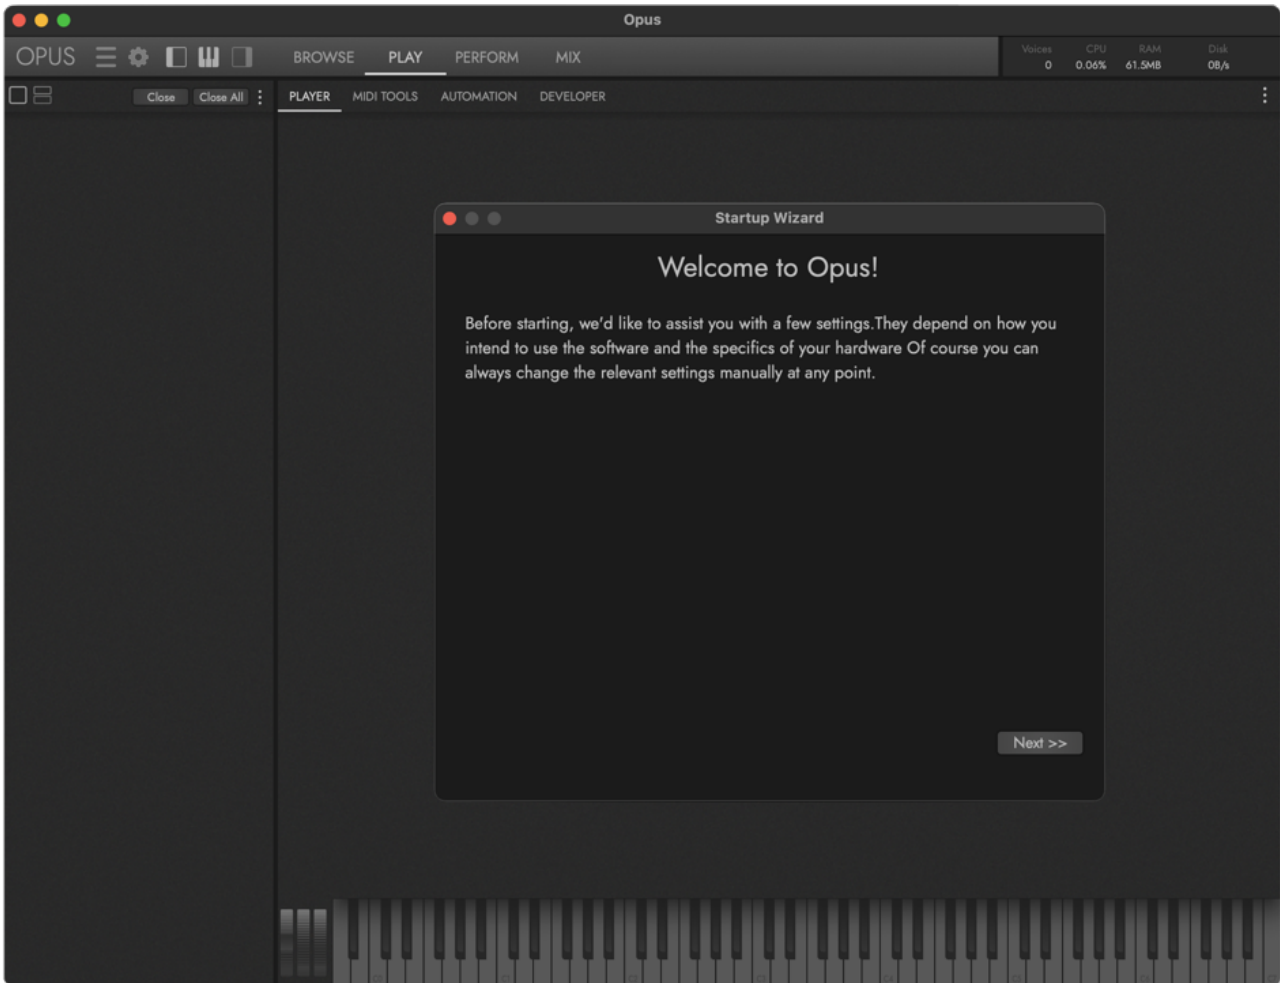 Opus
OPUS BROWSE PLAY PERFORM MIX
Voices CPU RAM Disk
0 0.06% 61.5MB 0B/s
Close Close All PLAYER MIDI TOOLS AUTOMATION DEVELOPER
Startup Wizard
Welcome to Opus!
Before starting, we'd like to assist you with a few settings.They depend on how you
intend to use the software and the specifics of your hardware Of course you can
always change the relevant settings manually at any point.
Next >>